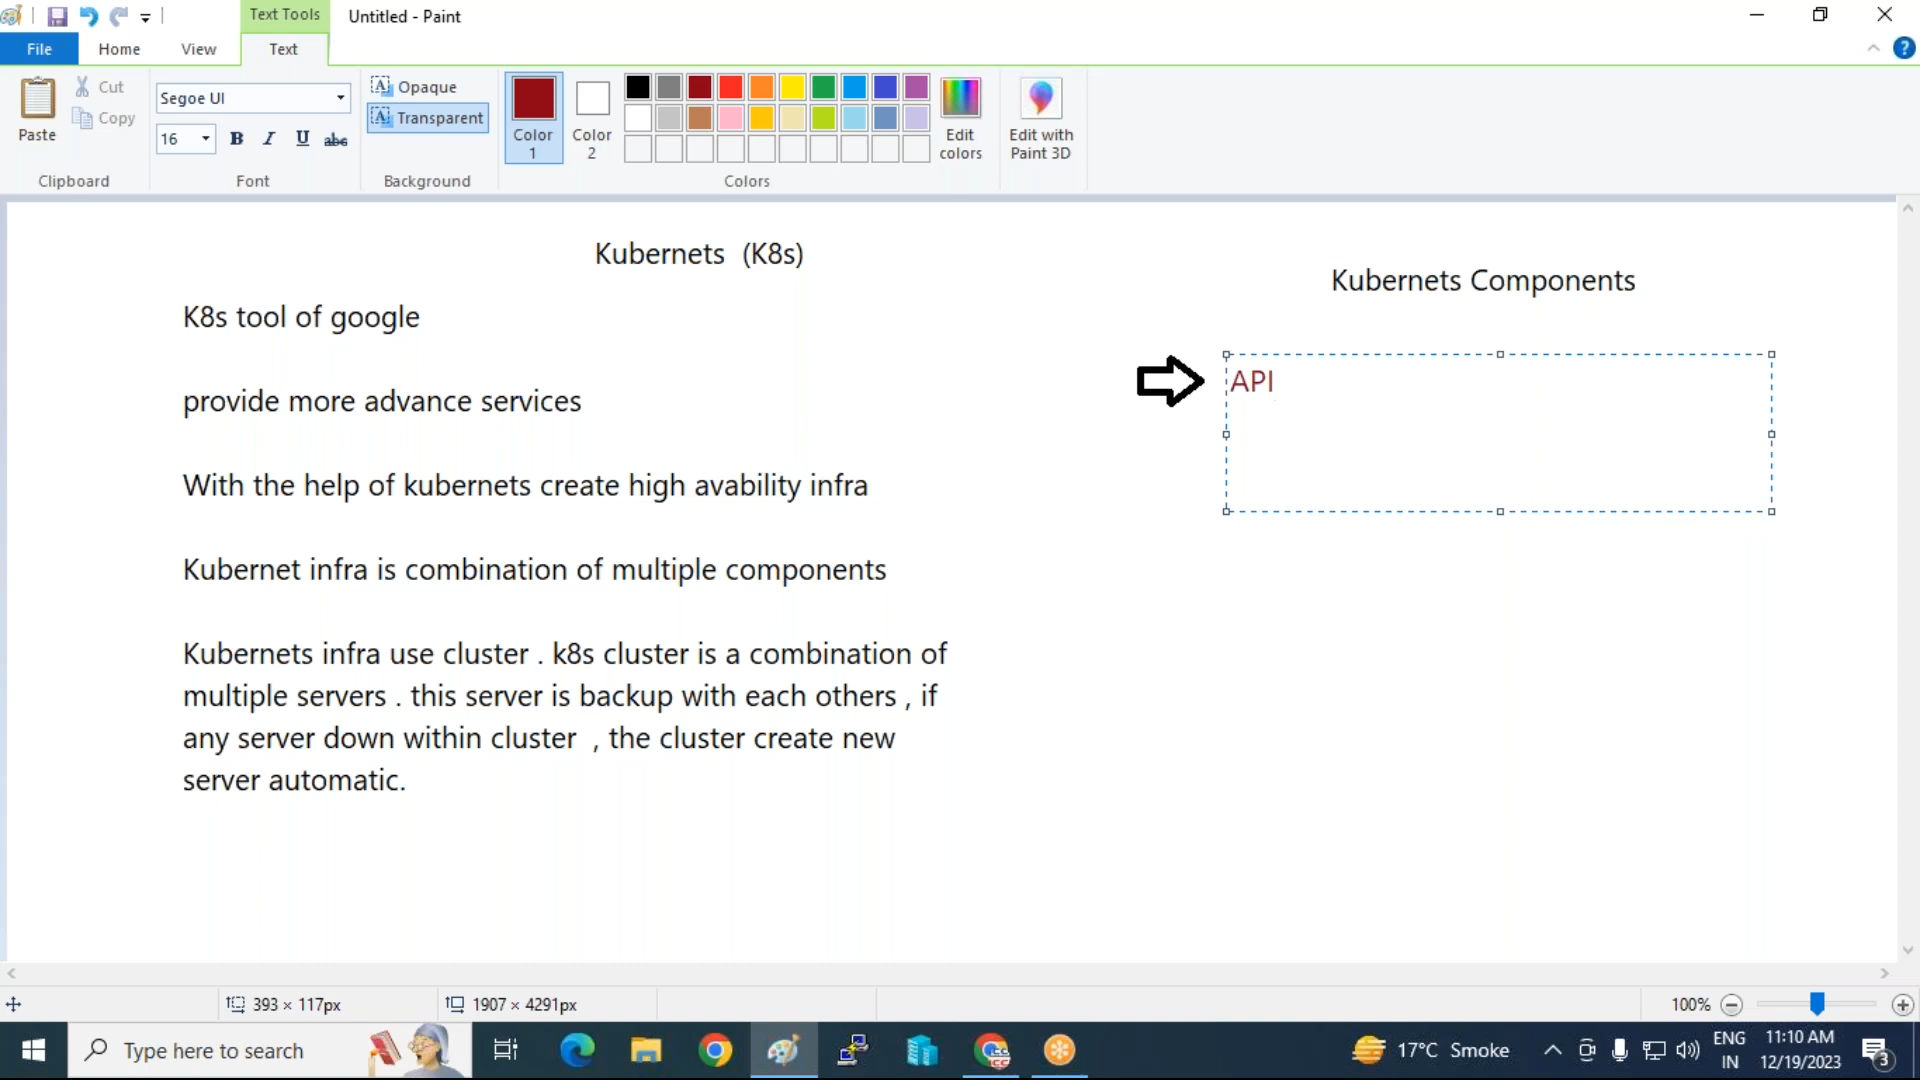 Text Tools
Untitled - Paint
File
Home
View
Text
Paste
Cut
Copy
Clipboard
Segoe UI
16
B
I
U
abc
Font
Opaque
Transparent
Background
Color 1
Color 2
Edit colors
Colors
Edit with Paint 3D
Kubernets (K8s)
K8s tool of google
provide more advance services
With the help of kubernets create high avability infra
Kubernet infra is combination of multiple components
Kubernets infra use cluster . k8s cluster is a combination of
multiple servers . this server is backup with each others , if
any server down within cluster , the cluster create new
server automatic.
Kubernets Components
API
393 × 117px
1907 × 4291px
100%
Type here to search
17°C Smoke
ENG
IN
11:10 AM
12/19/2023
3